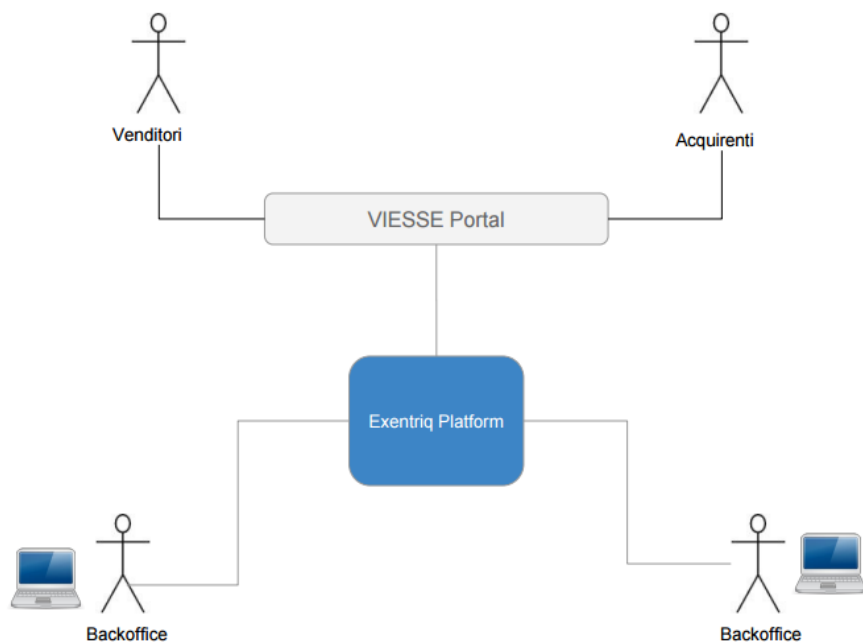 Venditori
Acquirenti
VIESSE Portal
Exentriq Platform
Backoffice
Backoffice